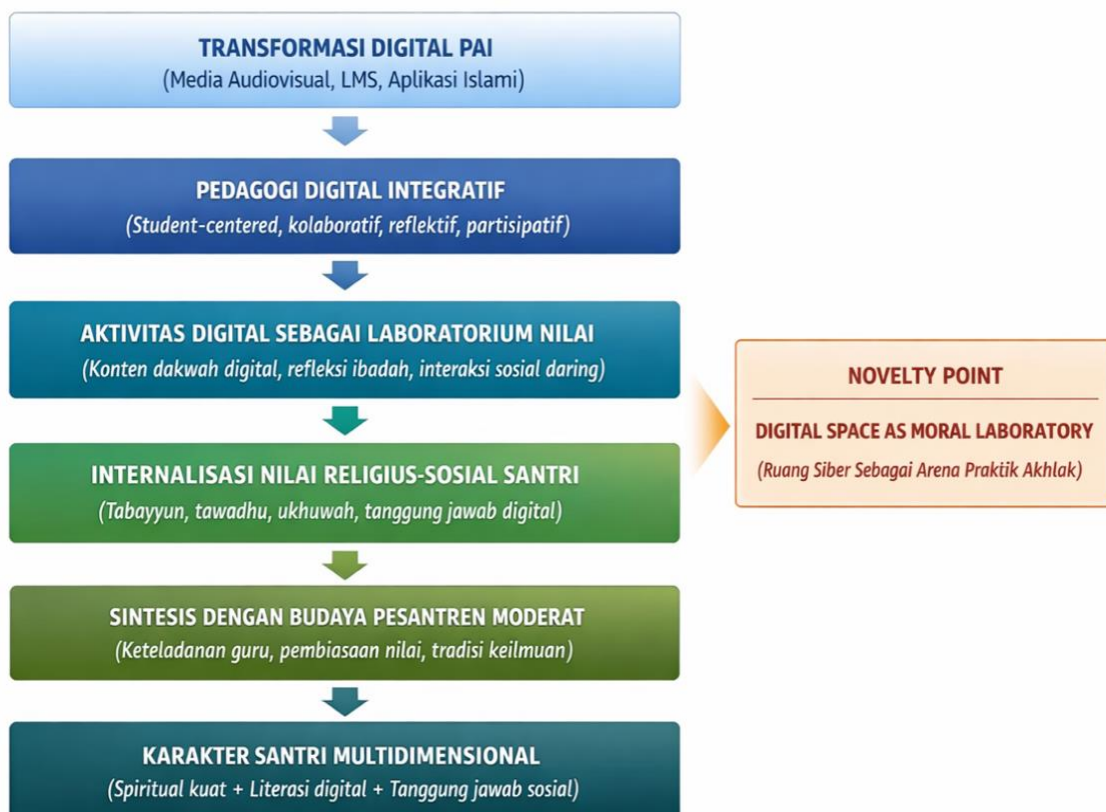 TRANSFORMASI DIGITAL PAI
(Media Audiovisual, LMS, Aplikasi Islami)
PEDAGOGI DIGITAL INTEGRATIF
(Student-centered, kolaboratif, reflektif, partisipatif)
AKTIVITAS DIGITAL SEBAGAI LABORATORIUM NILAI
(Konten dakwah digital, refleksi ibadah, interaksi sosial daring)
INTERNALISASI NILAI RELIGIUS-SOSIAL SANTRI
(Tabayyun, tawadhu, ukhuwah, tanggung jawab digital)
SINTESIS DENGAN BUDAYA PESANTREN MODERAT
(Keteladanan guru, pembiasaan nilai, tradisi keilmuan)
KARAKTER SANTRI MULTIDIMENSIONAL
(Spiritual kuat + Literasi digital + Tanggung jawab sosial)
NOVELTY POINT
DIGITAL SPACE AS MORAL LABORATORY
(Ruang Siber Sebagai Arena Praktik Akhlak)